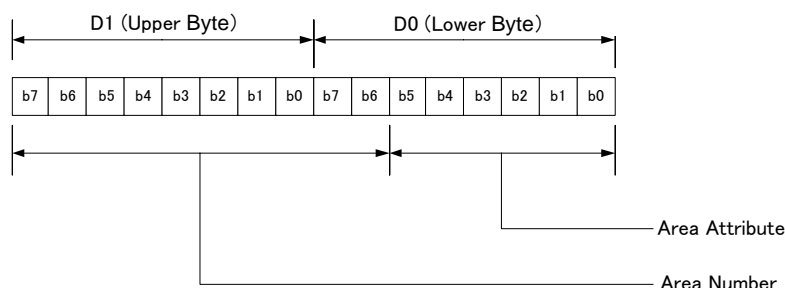 D1 (Upper Byte) D0 (Lower Byte)
b7 b6 b5 b4 b3 b2 b1 b0 b7 b6 b5 b4 b3 b2 b1 b0
Area Attribute
Area Number